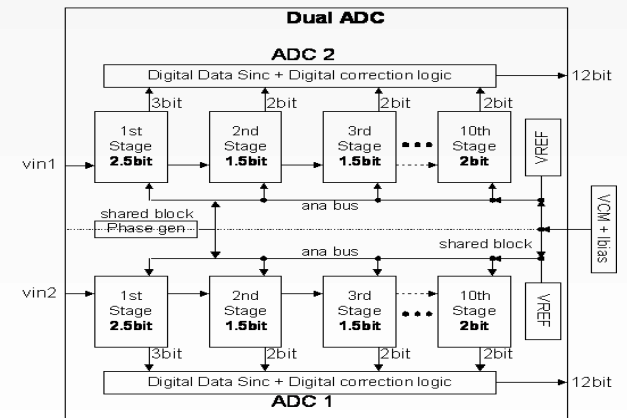 Dual ADC
ADC 2
Digital Data Sinc + Digital correction logic
12bit
3bit
2bit
2bit
2bit
vin1
1st Stage 2.5bit
2nd Stage 1.5bit
3rd Stage 1.5bit
10th Stage 2bit
VREF
ana bus
shared block
Phase gen
shared block
VCM + Ibias
ana bus
vin2
1st Stage 2.5bit
2nd Stage 1.5bit
3rd Stage 1.5bit
10th Stage 2bit
VREF
3bit
2bit
2bit
2bit
Digital Data Sinc + Digital correction logic
12bit
ADC 1